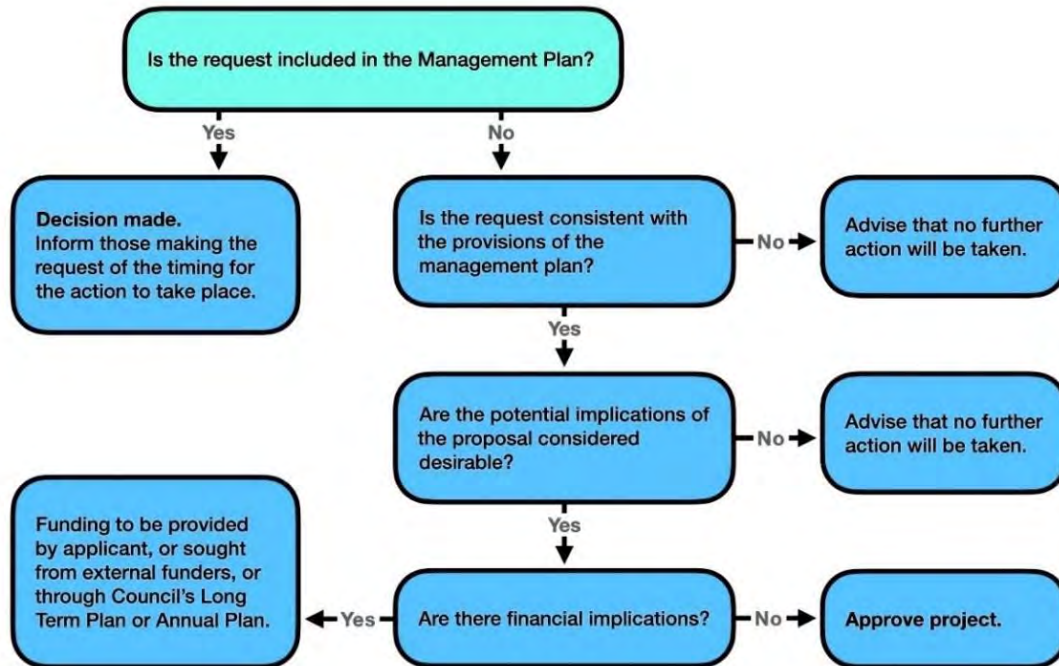 Is the request included in the Management Plan?
Yes
No
Decision made.
Inform those making the
request of the timing for
the action to take place.
Is the request consistent with
the provisions of the
management plan?
No
Advise that no further
action will be taken.
Yes
Are the potential implications of
the proposal considered
desirable?
No
Advise that no further
action will be taken.
Yes
Funding to be provided
by applicant, or sought
from external funders, or
through Council's Long
Term Plan or Annual Plan.
Yes
Are there financial implications?
No
Approve project.